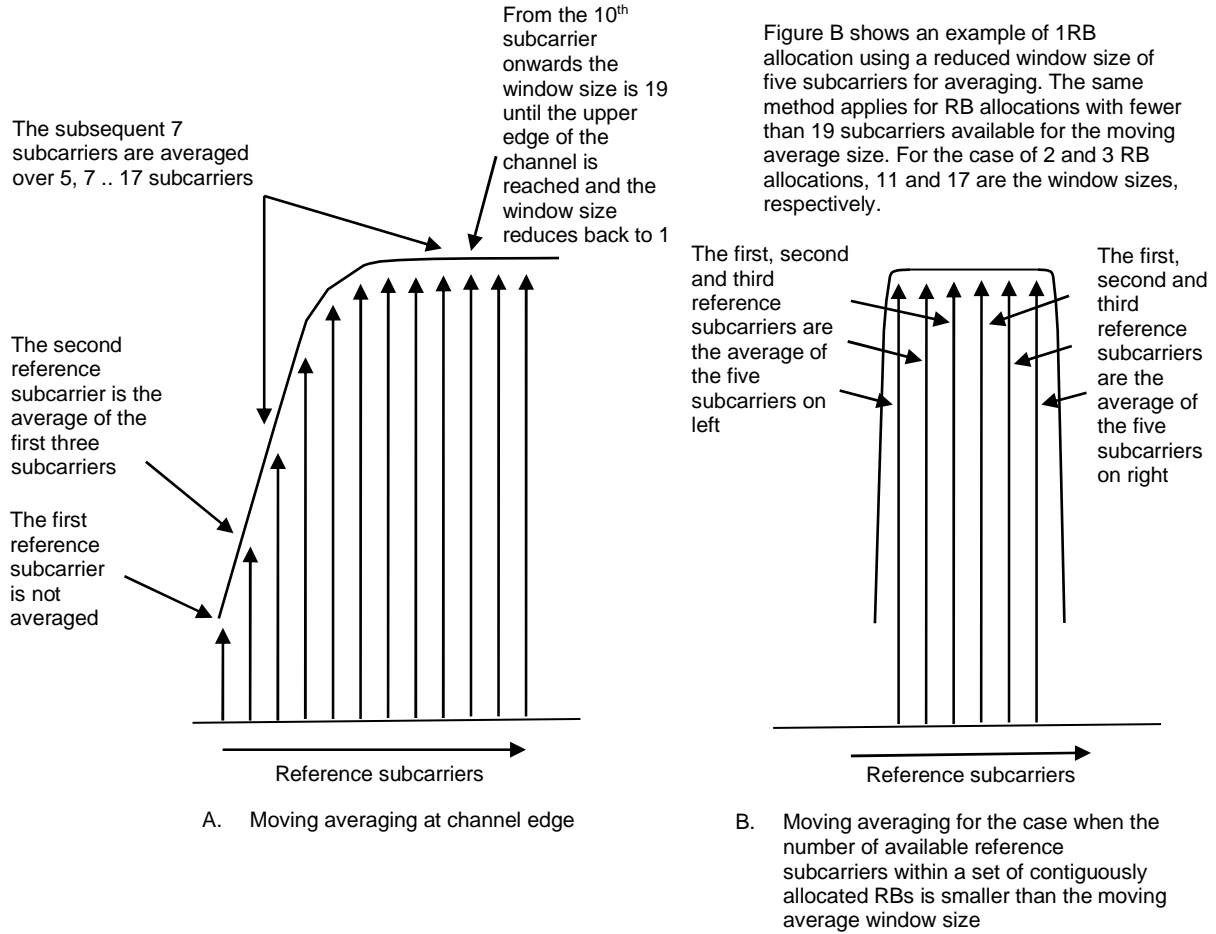 From the 10th
subcarrier
onwards the
window size is 19
until the upper
edge of the
channel is
reached and the
window size
reduces back to 1
The subsequent 7
subcarriers are averaged
over 5, 7 .. 17 subcarriers
The second
reference
subcarrier is the
average of the
first three
subcarriers
The first
reference
subcarrier
is not
averaged
Reference subcarriers
A. Moving averaging at channel edge
Figure B shows an example of 1RB
allocation using a reduced window size of
five subcarriers for averaging. The same
method applies for RB allocations with fewer
than 19 subcarriers available for the moving
average size. For the case of 2 and 3 RB
allocations, 11 and 17 are the window sizes,
respectively.
The first, second
and third
reference
subcarriers are
the average of
the five
subcarriers on
left
The first,
second and
third
reference
subcarriers
are the
average of
the five
subcarriers
on right
Reference subcarriers
B. Moving averaging for the case when the
number of available reference
subcarriers within a set of contiguously
allocated RBs is smaller than the moving
average window size